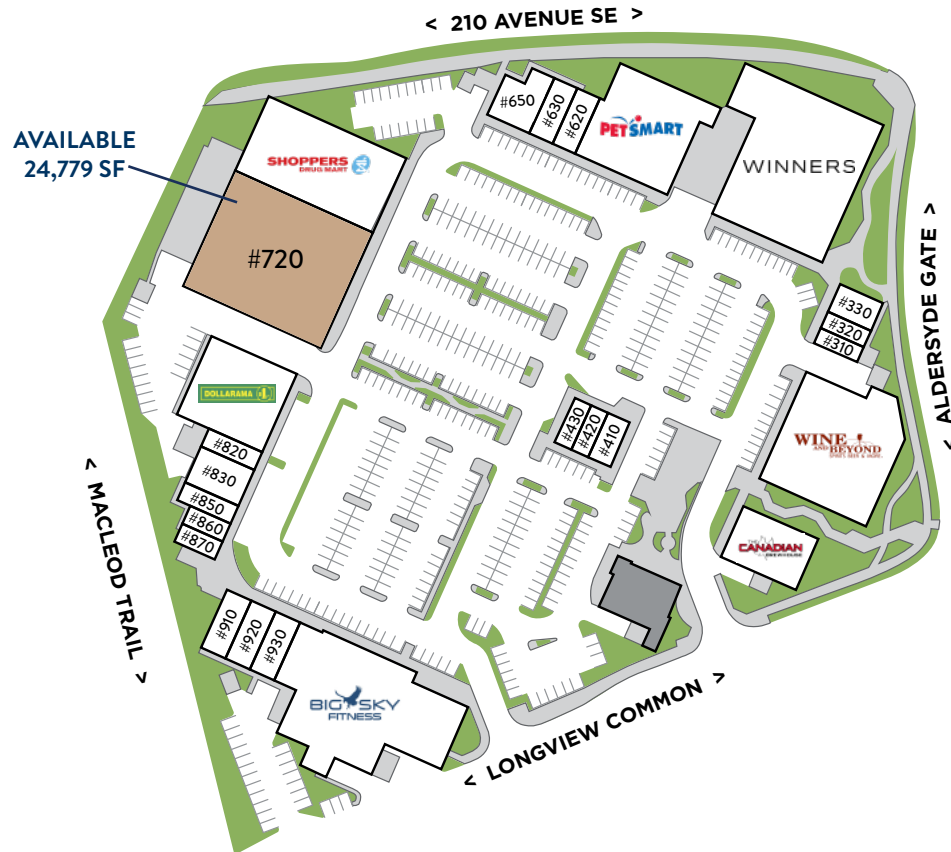 < 210 AVENUE SE >
AVAILABLE
24,779 SF
SHOPPERS
DRUG MART
#720
#650
#630
#620
PETSMART
WINNERS
< ALDERSYDE GATE >
#330
#320
#310
DOLLARAMA
#820
#830
#850
#860
#870
#430
#420
#410
WINE
AND BEYOND
CANADIAN
< MACLEOD TRAIL >
#910
#920
#930
BIG SKY
FITNESS
< LONGVIEW COMMON >